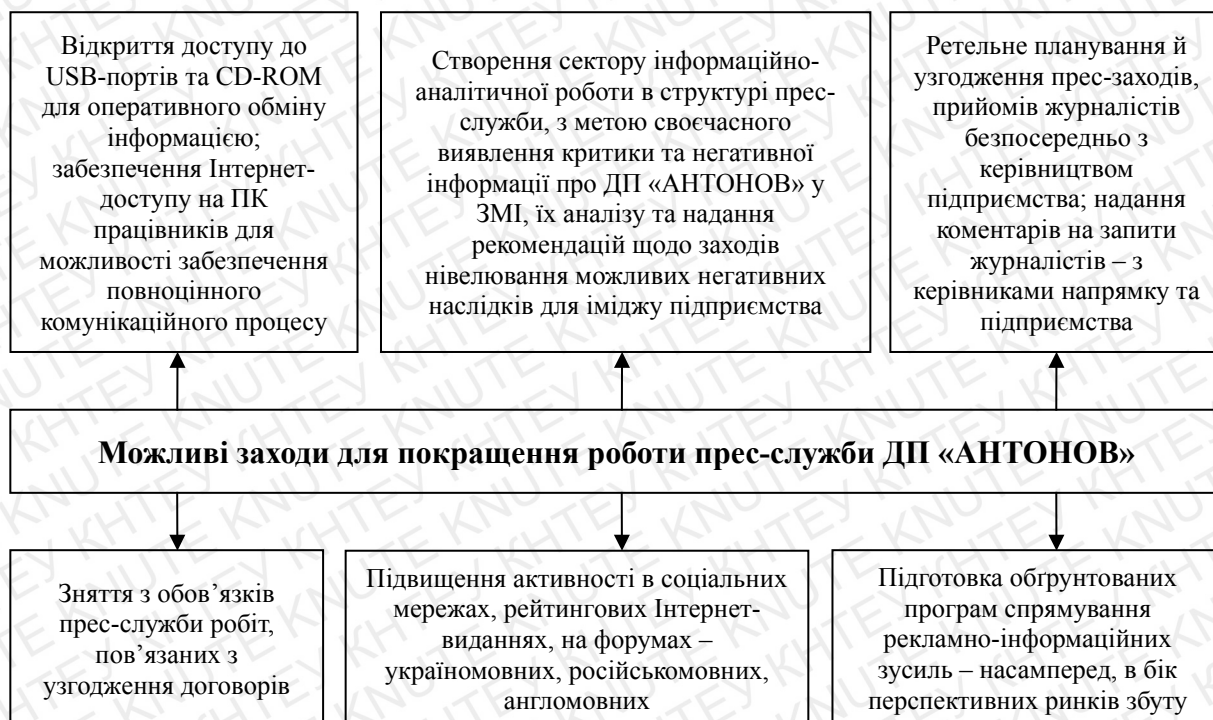 Відкриття доступу до
USB-портів та CD-ROM
для оперативного обміну
інформацією;
забезпечення Інтернет-
доступу на ПК
працівників для
можливості забезпечення
повноцінного
комунікаційного процесу
Створення сектору інформаційно-
аналітичної роботи в структурі прес-
служби, з метою своєчасного
виявлення критики та негативної
інформації про ДП «АНТОНОВ» у
ЗМІ, їх аналізу та надання
рекомендацій щодо заходів
нівелювання можливих негативних
наслідків для іміджу підприємства
Ретельне планування й
узгодження прес-заходів,
прийомів журналістів
безпосередньо з
керівництвом
підприємства; надання
коментарів на запити
журналістів – з
керівниками напрямку та
підприємства
Можливі заходи для покращення роботи прес-служби ДП «АНТОНОВ»
Зняття з обов’язків
прес-служби робіт,
пов’язаних з
узгодження договорів
Підвищення активності в соціальних
мережах, рейтингових Інтернет-
виданнях, на форумах –
україномовних, російськомовних,
англомовних
Підготовка обґрунтованих
програм спрямування
рекламно-інформаційних
зусиль – насамперед, в бік
перспективних ринків збуту